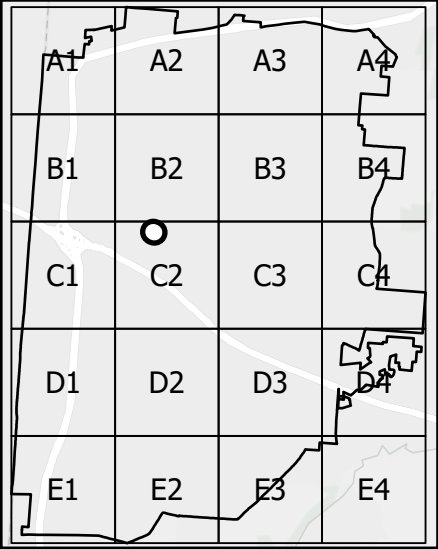 A1 A2 A3 A4
B1 B2 B3 B4
C1 C2 C3 C4
D1 D2 D3 D4
E1 E2 E3 E4